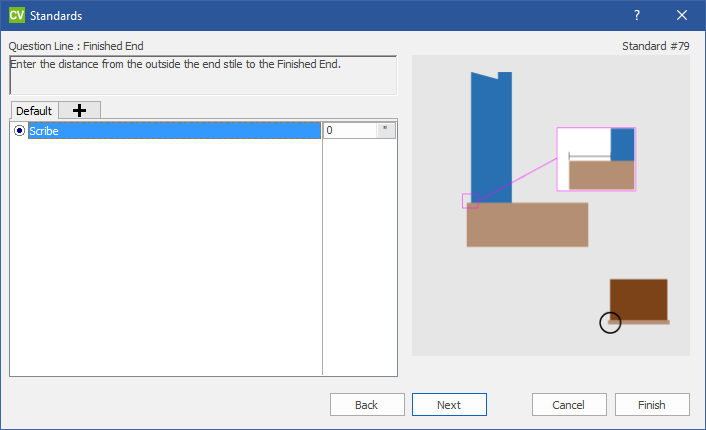 CV Standards ?
Question Line : Finished End
Standard #79
Enter the distance from the outside the end stile to the Finished End.
Default
Scribe 0 "
Back Next Cancel Finish